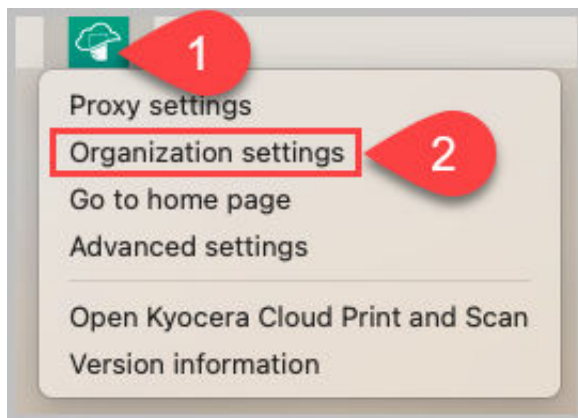 1
Proxy settings
Organization settings
2
Go to home page
Advanced settings
Open Kyocera Cloud Print and Scan
Version information